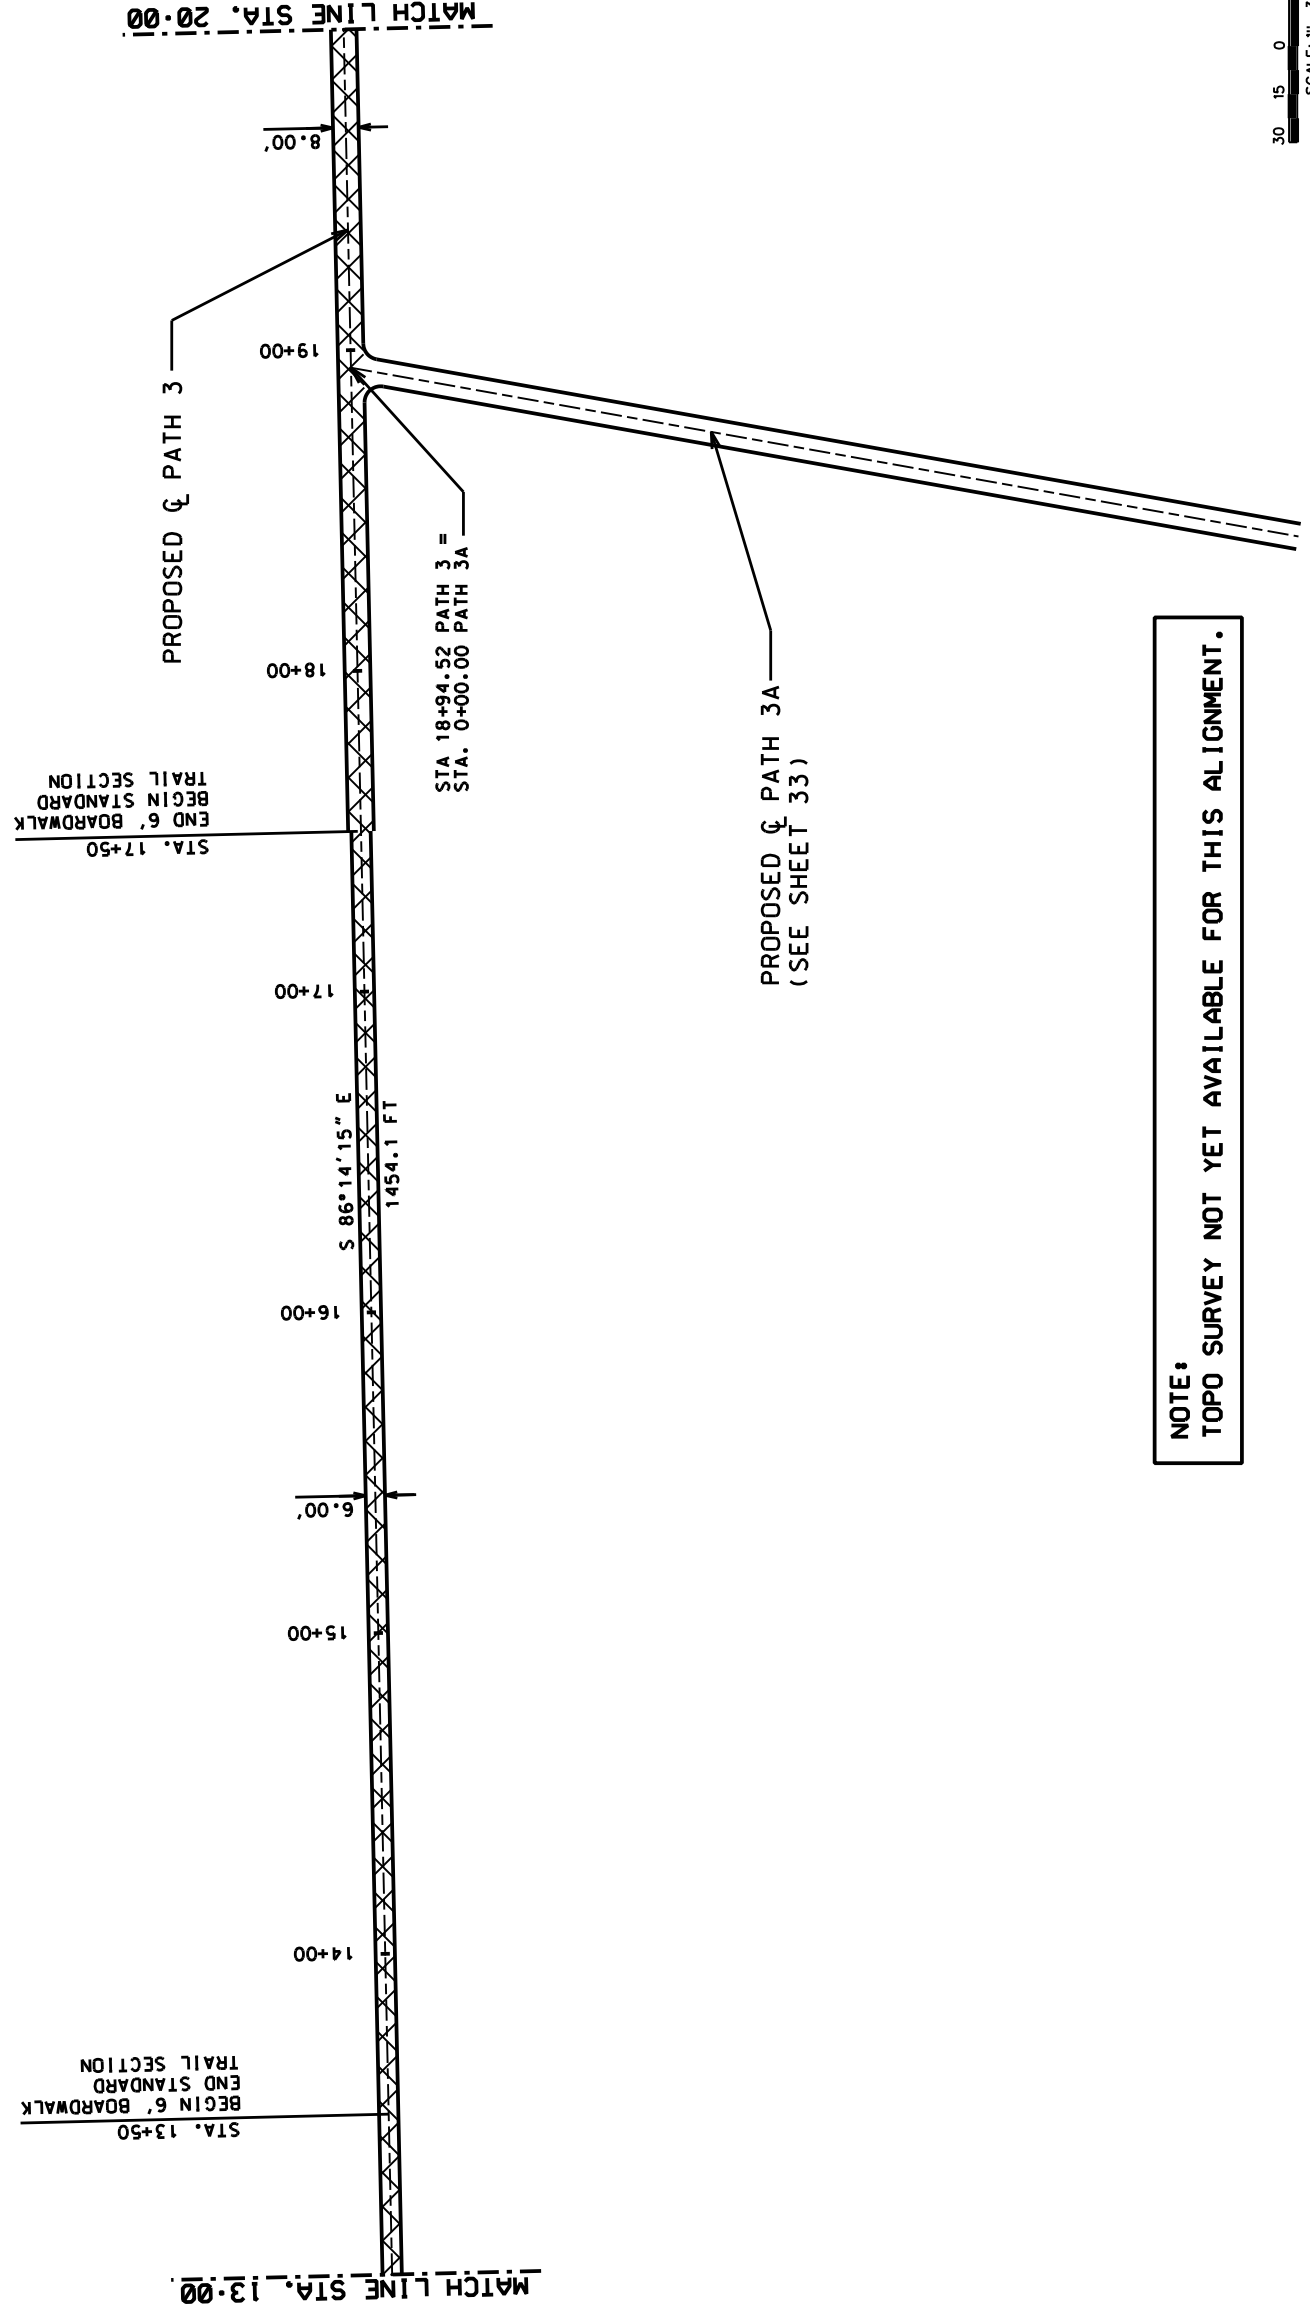 MATCH LINE STA. 20+00
8.00'
PROPOSED ℄ PATH 3
19+00
STA 18+94.52 PATH 3 =
STA. 0+00.00 PATH 3A
18+00
STA. 17+50
END 6' BOARDWALK
BEGIN STANDARD
TRAIL SECTION
PROPOSED ℄ PATH 3A
(SEE SHEET 33)
17+00
S 86°14'15" E
1454.1 FT
16+00
6.00'
15+00
14+00
STA. 13+50
BEGIN 6' BOARDWALK
END STANDARD
TRAIL SECTION
MATCH LINE STA. 13+00
NOTE:
TOPO SURVEY NOT YET AVAILABLE FOR THIS ALIGNMENT.
30 15 0